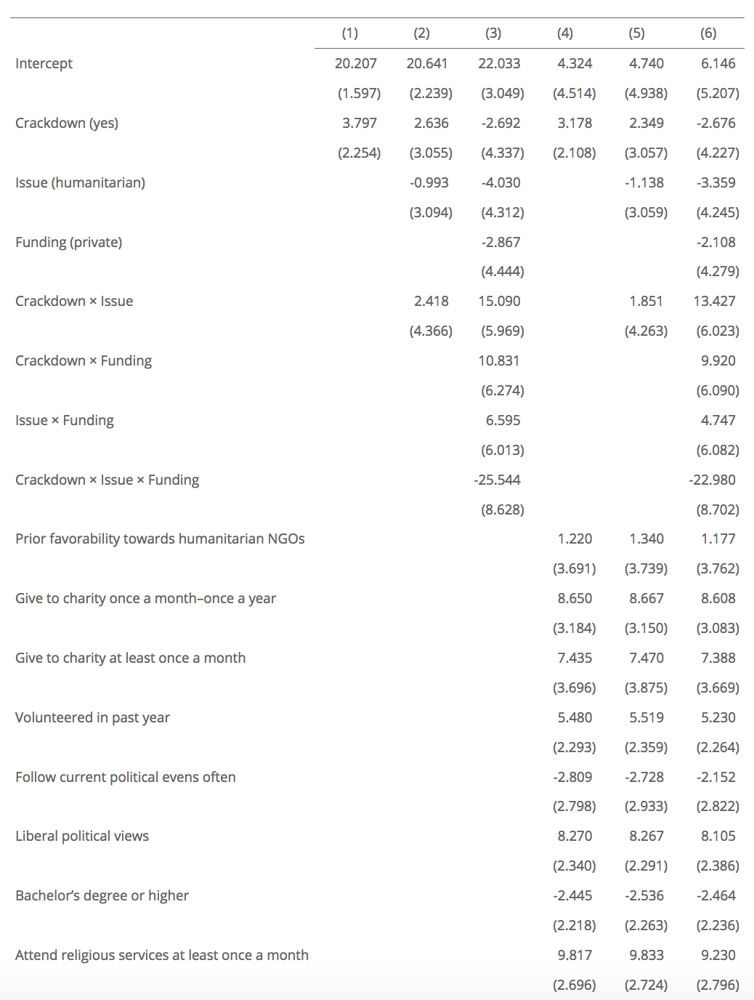 (1) (2) (3) (4) (5) (6)
Intercept 20.207 20.641 22.033 4.324 4.740 6.146
(1.597) (2.239) (3.049) (4.514) (4.938) (5.207)
Crackdown (yes) 3.797 2.636 -2.692 3.178 2.349 -2.676
(2.254) (3.055) (4.337) (2.108) (3.057) (4.227)
Issue (humanitarian) -0.993 -4.030 -1.138 -3.359
(3.094) (4.312) (3.059) (4.245)
Funding (private) -2.867 -2.108
(4.444) (4.279)
Crackdown × Issue 2.418 15.090 1.851 13.427
(4.366) (5.969) (4.263) (6.023)
Crackdown × Funding 10.831 9.920
(6.274) (6.090)
Issue × Funding 6.595 4.747
(6.013) (6.082)
Crackdown × Issue × Funding -25.544 -22.980
(8.628) (8.702)
Prior favorability towards humanitarian NGOs 1.220 1.340 1.177
(3.691) (3.739) (3.762)
Give to charity once a month–once a year 8.650 8.667 8.608
(3.184) (3.150) (3.083)
Give to charity at least once a month 7.435 7.470 7.388
(3.696) (3.875) (3.669)
Volunteered in past year 5.480 5.519 5.230
(2.293) (2.359) (2.264)
Follow current political evens often -2.809 -2.728 -2.152
(2.798) (2.933) (2.822)
Liberal political views 8.270 8.267 8.105
(2.340) (2.291) (2.386)
Bachelor’s degree or higher -2.445 -2.536 -2.464
(2.218) (2.263) (2.236)
Attend religious services at least once a month 9.817 9.833 9.230
(2.696) (2.724) (2.796)